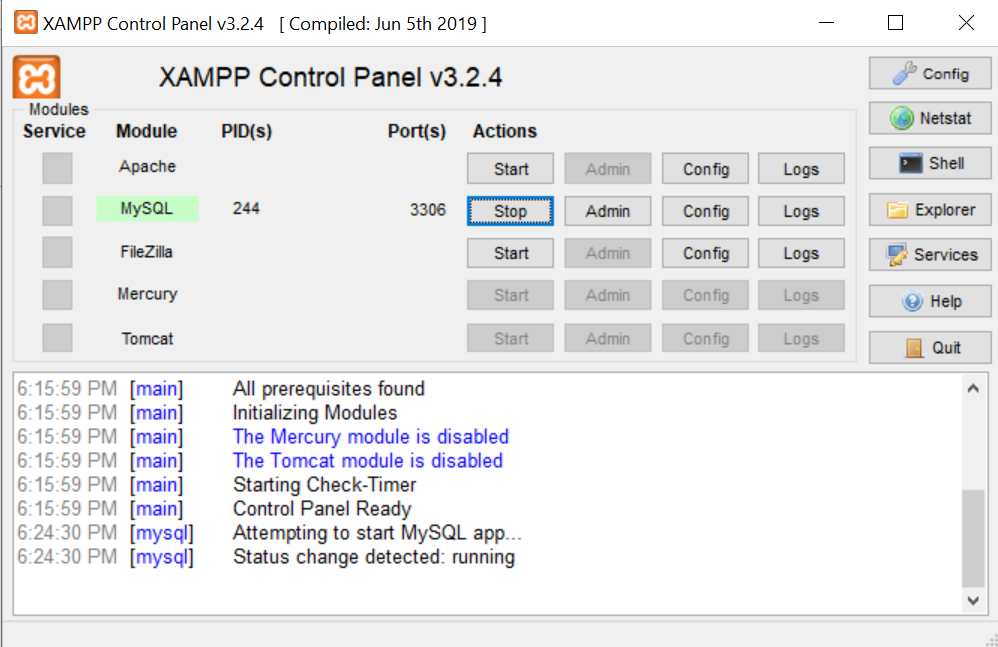 XAMPP Control Panel v3.2.4 [ Compiled: Jun 5th 2019 ]
XAMPP Control Panel v3.2.4
Config
Modules
Service Module PID(s) Port(s) Actions
Netstat
Apache Start Admin Config Logs
Shell
MySQL 244 3306 Stop Admin Config Logs
Explorer
FileZilla Start Admin Config Logs
Services
Mercury Start Admin Config Logs
Help
Tomcat Start Admin Config Logs
Quit
6:15:59 PM [main] All prerequisites found
6:15:59 PM [main] Initializing Modules
6:15:59 PM [main] The Mercury module is disabled
6:15:59 PM [main] The Tomcat module is disabled
6:15:59 PM [main] Starting Check-Timer
6:15:59 PM [main] Control Panel Ready
6:24:30 PM [mysql] Attempting to start MySQL app...
6:24:30 PM [mysql] Status change detected: running